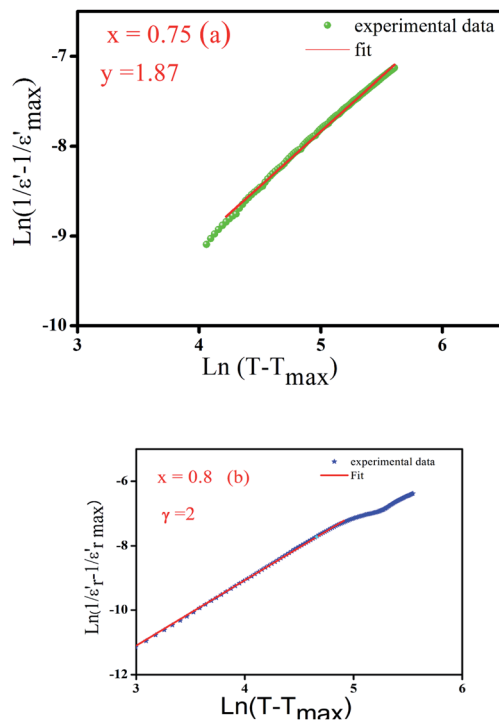 x = 0.75 (a)
y =1.87
experimental data
fit
Ln(1/ε'-1/ε'max)
-7
-8
-9
-10
3
4
5
6
Ln (T-Tmax)
x = 0.8 (b)
γ =2
experimental data
Fit
Ln(1/ε'r-1/ε'r max)
-6
-8
-10
-12
3
4
5
6
Ln(T-Tmax)